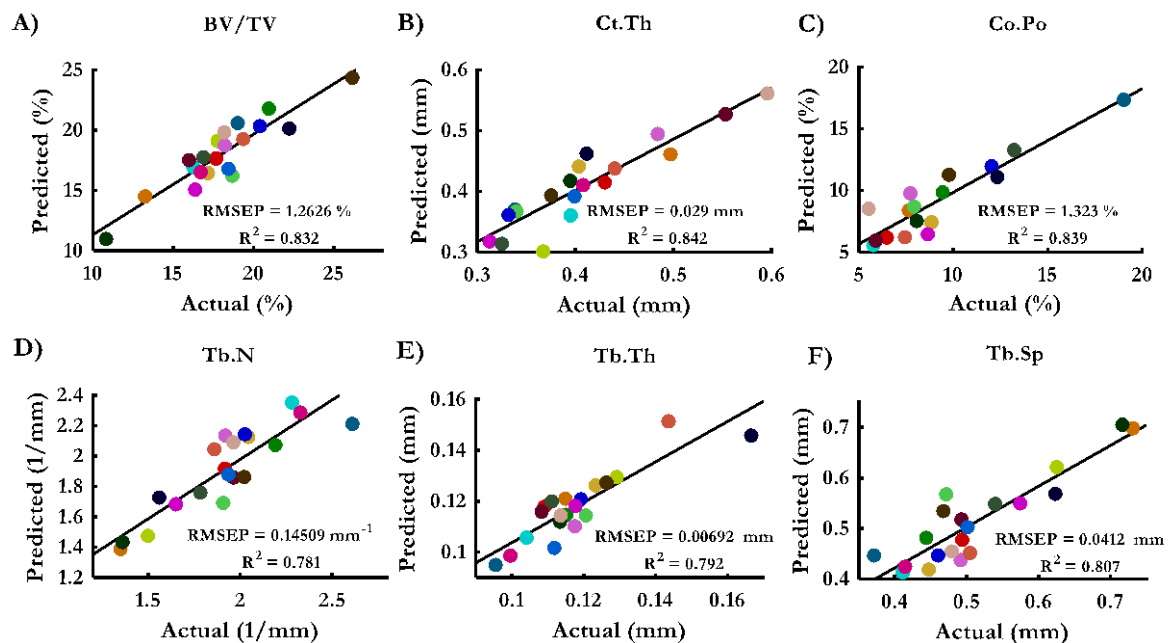 A) BV/TV
Predicted (%)
25
20
15
10
10 15 20 25
RMSEP = 1.2626 %
R² = 0.832
Actual (%)
B) Ct.Th
Predicted (mm)
0.6
0.5
0.4
0.3
0.3 0.4 0.5 0.6
RMSEP = 0.029 mm
R² = 0.842
Actual (mm)
C) Co.Po
Predicted (%)
20
15
10
5
5 10 15 20
RMSEP = 1.323 %
R² = 0.839
Actual (%)
D) Tb.N
Predicted (1/mm)
2.4
2.2
2
1.8
1.6
1.4
1.2
1.5 2 2.5
RMSEP = 0.14509 mm⁻¹
R² = 0.781
Actual (1/mm)
E) Tb.Th
Predicted (mm)
0.16
0.14
0.12
0.1
0.1 0.12 0.14 0.16
RMSEP = 0.00692 mm
R² = 0.792
Actual (mm)
F) Tb.Sp
Predicted (mm)
0.7
0.6
0.5
0.4
0.4 0.5 0.6 0.7
RMSEP = 0.0412 mm
R² = 0.807
Actual (mm)